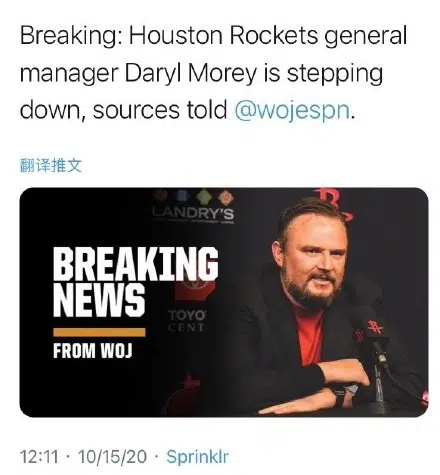 Breaking: Houston Rockets general
manager Daryl Morey is stepping
down, sources told @wojespn.
翻译推文
LANDRY'S
BREAKING
NEWS
TOYO
CENT
FROM WOJ
12:11 · 10/15/20 · Sprinklr